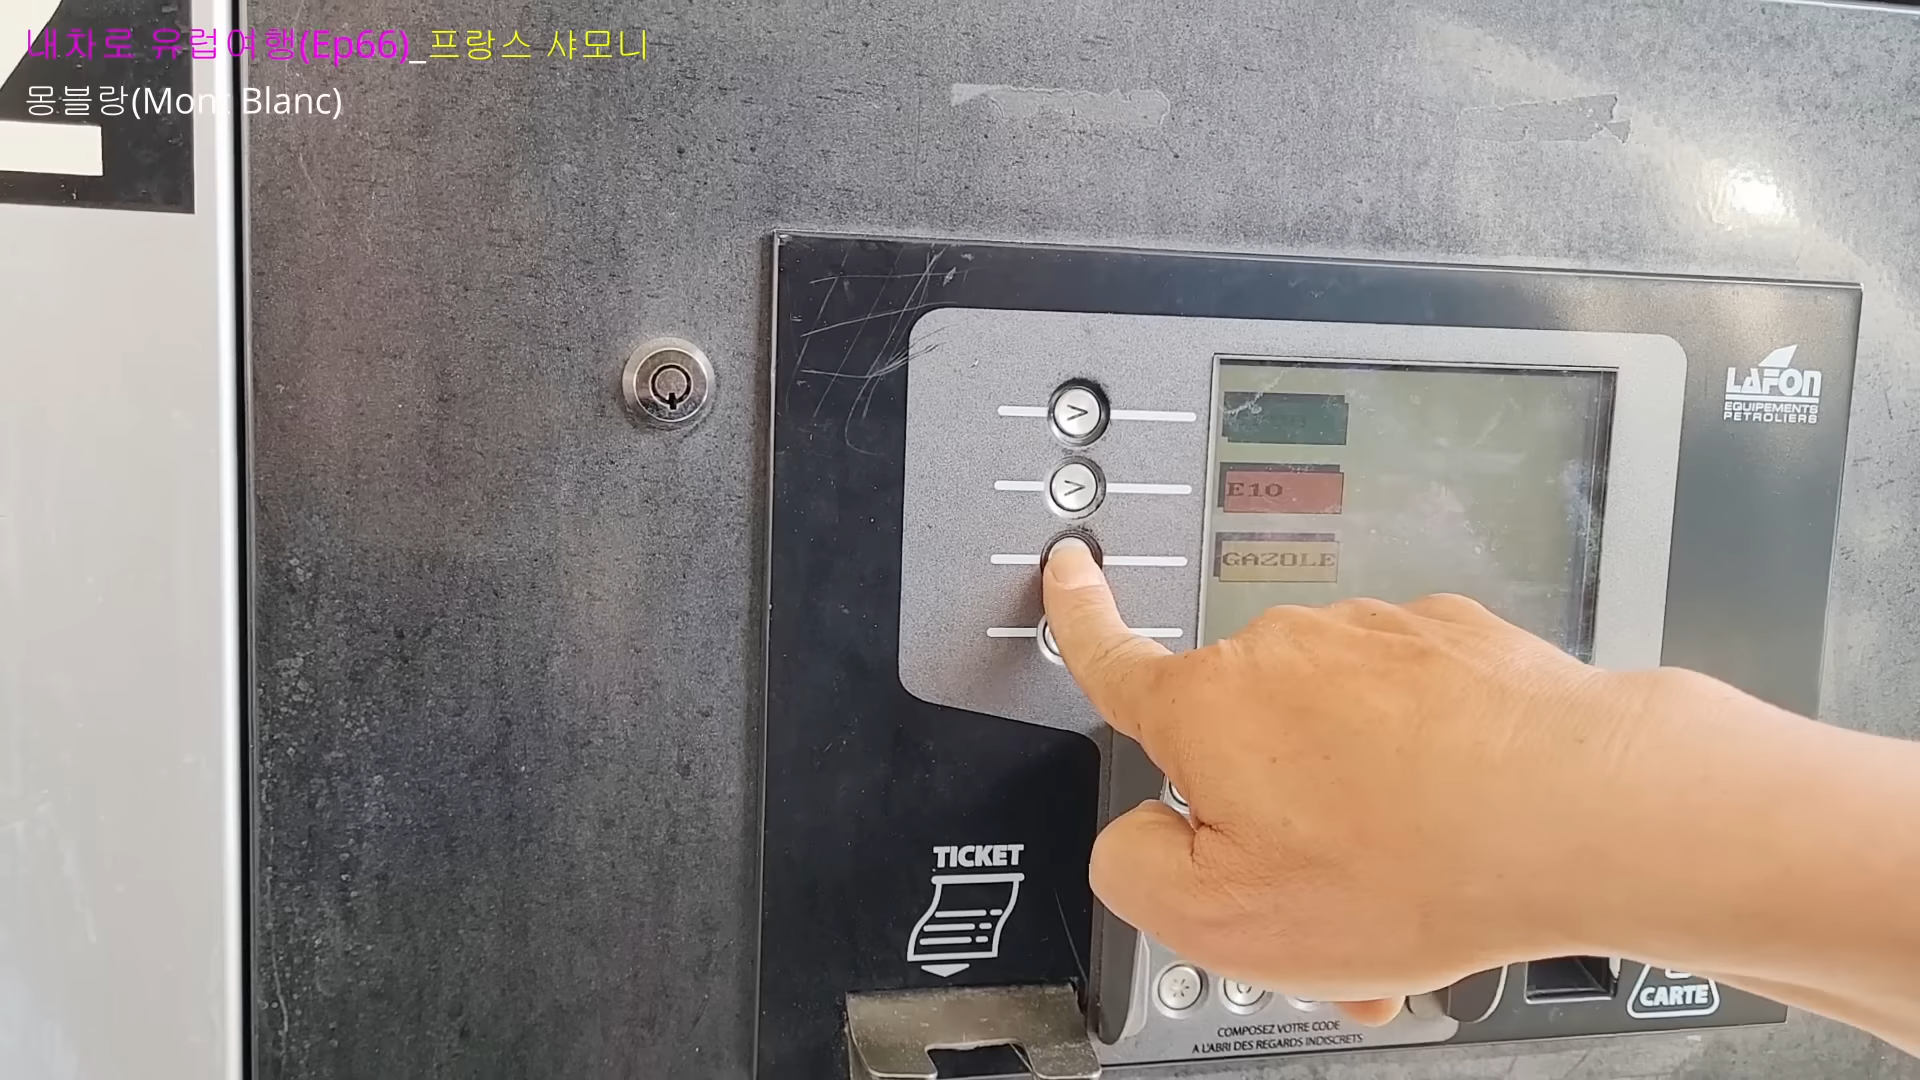 내차로 유럽여행(Ep66)_프랑스 샤모니
몽블랑(Mont Blanc)
LAFON
EQUIPEMENTS
PETROLIERS
>
>
E10
GAZOLE
TICKET
CARTE
COMPOSEZ VOTRE CODE
A L'ABRI DES REGARDS INDISCRETS